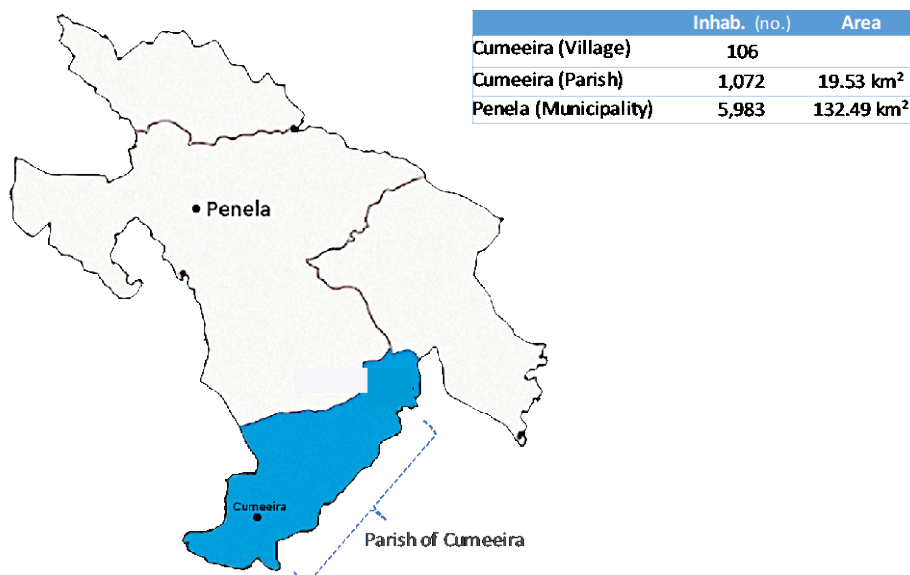 Inhab. (no.) Area
Cumeeira (Village) 106
Cumeeira (Parish) 1,072 19.53 km²
Penela (Municipality) 5,983 132.49 km²
Penela
Cumeeira
Parish of Cumeeira